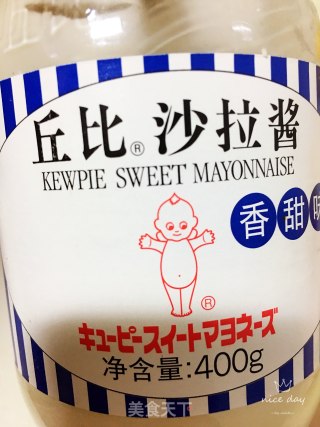 丘比® 沙拉酱
KEWPIE SWEET MAYONNAISE
香甜味
®
キユーピースイートマヨネーズ
净含量:400g
nice day
美食天下